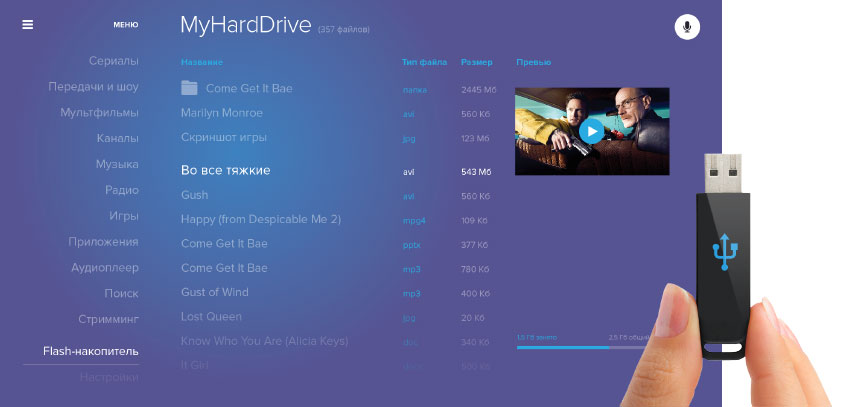 МЕНЮ
MyHardDrive (357 файлов)
Сериалы
Передачи и шоу
Мультфильмы
Каналы
Музыка
Радио
Игры
Приложения
Аудиоплеер
Поиск
Стримминг
Flash-накопитель
Настройки
Название Тип файла Размер Превью
Come Get It Bae папка 2445 Мб
Marilyn Monroe avi 560 Кб
Скриншот игры jpg 123 Мб
Во все тяжкие avi 543 Мб
Gush avi 560 Кб
Happy (from Despicable Me 2) mpg4 109 Кб
Come Get It Bae pptx 377 Кб
Come Get It Bae mp3 780 Кб
Gust of Wind mp3 400 Кб
Lost Queen jpg 20 Кб
Know Who You Are (Alicia Keys) doc 340 Кб
It Girl docx 500 Кб
1,5 Гб занято 2,5 Гб общий